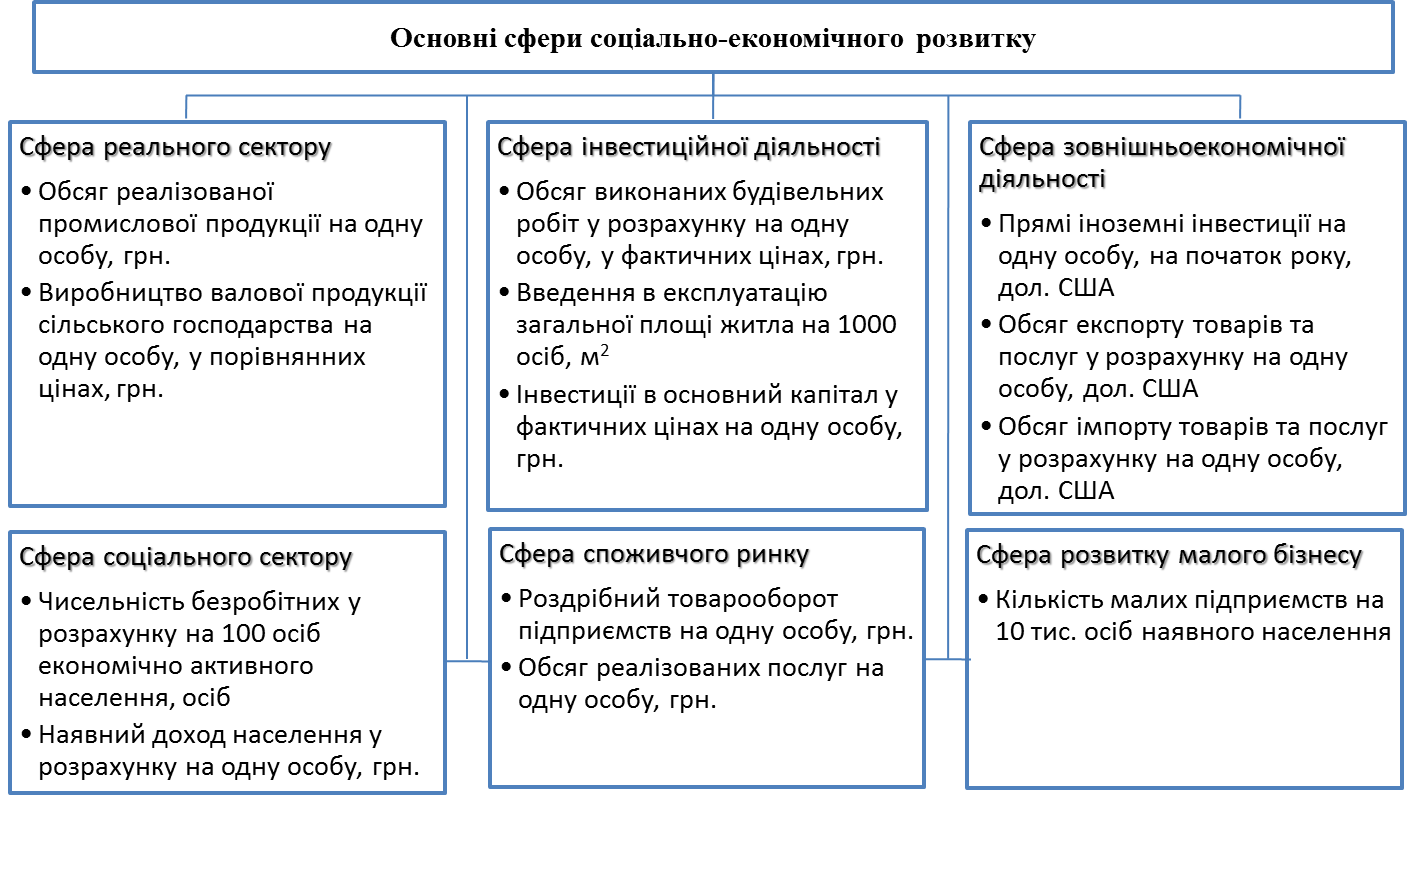 Основні сфери соціально-економічного розвитку
Сфера реального сектору
• Обсяг реалізованої
промислової продукції на одну
особу, грн.
• Виробництво валової продукції
сільського господарства на
одну особу, у порівнянних
цінах, грн.
Сфера інвестиційної діяльності
• Обсяг виконаних будівельних
робіт у розрахунку на одну
особу, у фактичних цінах, грн.
• Введення в експлуатацію
загальної площі житла на 1000
осіб, м²
• Інвестиції в основний капітал у
фактичних цінах на одну особу,
грн.
Сфера зовнішньоекономічної
діяльності
• Прямі іноземні інвестиції на
одну особу, на початок року,
дол. США
• Обсяг експорту товарів та
послуг у розрахунку на одну
особу, дол. США
• Обсяг імпорту товарів та послуг
у розрахунку на одну особу,
дол. США
Сфера соціального сектору
• Чисельність безробітних у
розрахунку на 100 осіб
економічно активного
населення, осіб
• Наявний доход населення у
розрахунку на одну особу, грн.
Сфера споживчого ринку
• Роздрібний товарооборот
підприємств на одну особу, грн.
• Обсяг реалізованих послуг на
одну особу, грн.
Сфера розвитку малого бізнесу
• Кількість малих підприємств на
10 тис. осіб наявного населення